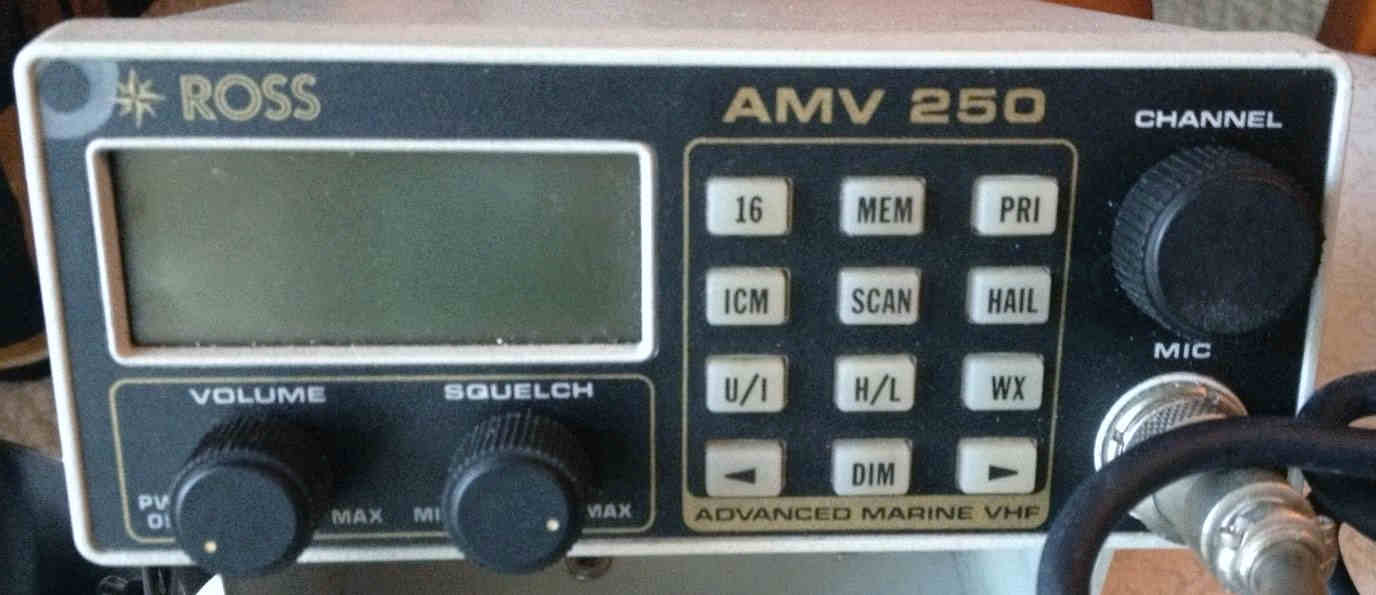 ROSS
AMV 250
CHANNEL
16 MEM PRI
ICM SCAN HAIL
MIC
U/I H/L WX
VOLUME SQUELCH
◄ DIM ►
MAX MAX
ADVANCED MARINE VHF